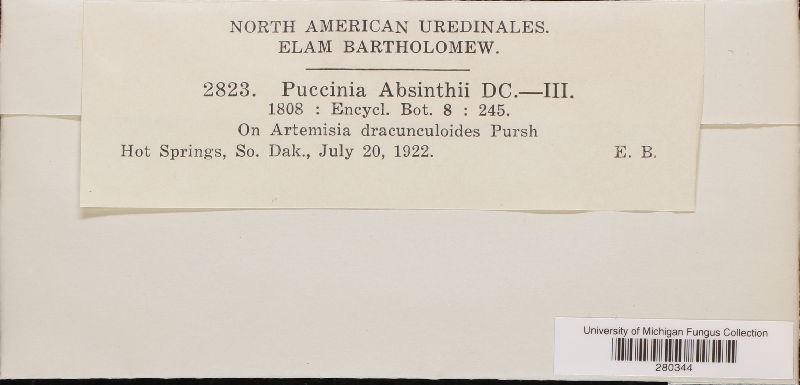 NORTH AMERICAN UREDINALES.
ELAM BARTHOLOMEW.
2823. Puccinia Absinthii DC.—III.
1808 : Encycl. Bot. 8 : 245.
On Artemisia dracunculoides Pursh
Hot Springs, So. Dak., July 20, 1922. E. B.
University of Michigan Fungus Collection
280344